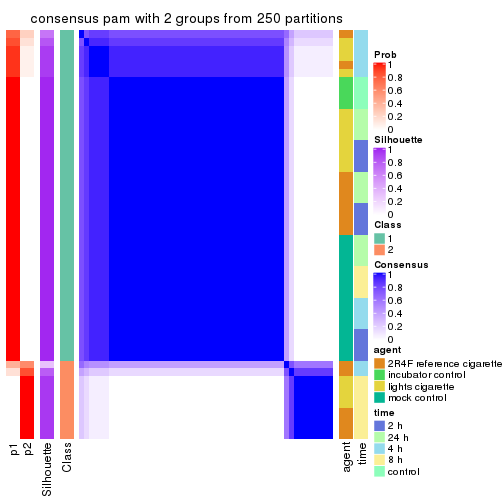 consensus pam with 2 groups from 250 partitions
Prob
1
0.8
0.6
0.4
0.2
0
Silhouette
1
0.8
0.6
0.4
0.2
0
Class
1
2
Consensus
1
0.8
0.6
0.4
0.2
0
agent
2R4F reference cigarette
incubator control
lights cigarette
mock control
time
2 h
24 h
4 h
8 h
control
p1
p2
Silhouette
Class
agent
time